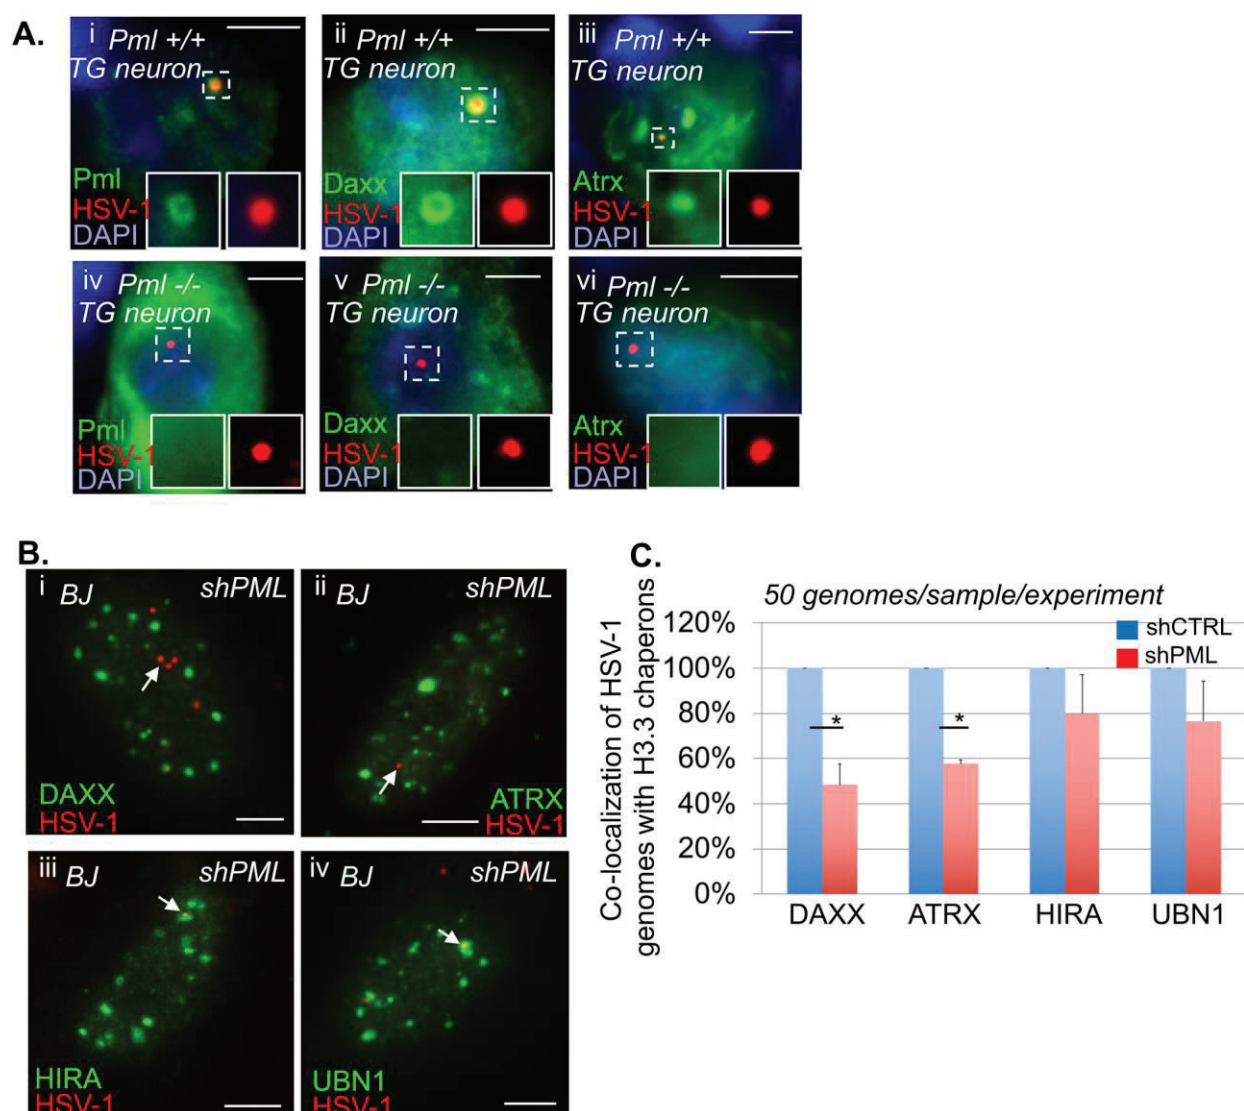 A.
i Pml +/+
TG neuron
Pml
HSV-1
DAPI
ii Pml +/+
TG neuron
Daxx
HSV-1
DAPI
iii Pml +/+
TG neuron
Atrx
HSV-1
DAPI
iv Pml -/-
TG neuron
Pml
HSV-1
DAPI
v Pml -/-
TG neuron
Daxx
HSV-1
DAPI
vi Pml -/-
TG neuron
Atrx
HSV-1
DAPI
B.
i BJ shPML
DAXX
HSV-1
ii BJ shPML
ATRX
HSV-1
iii BJ shPML
HIRA
HSV-1
iv BJ shPML
UBN1
HSV-1
C.
50 genomes/sample/experiment
Co-localization of HSV-1
genomes with H3.3 chaperons
shCTRL
shPML
120%
100%
80%
60%
40%
20%
0%
* *
DAXX ATRX HIRA UBN1